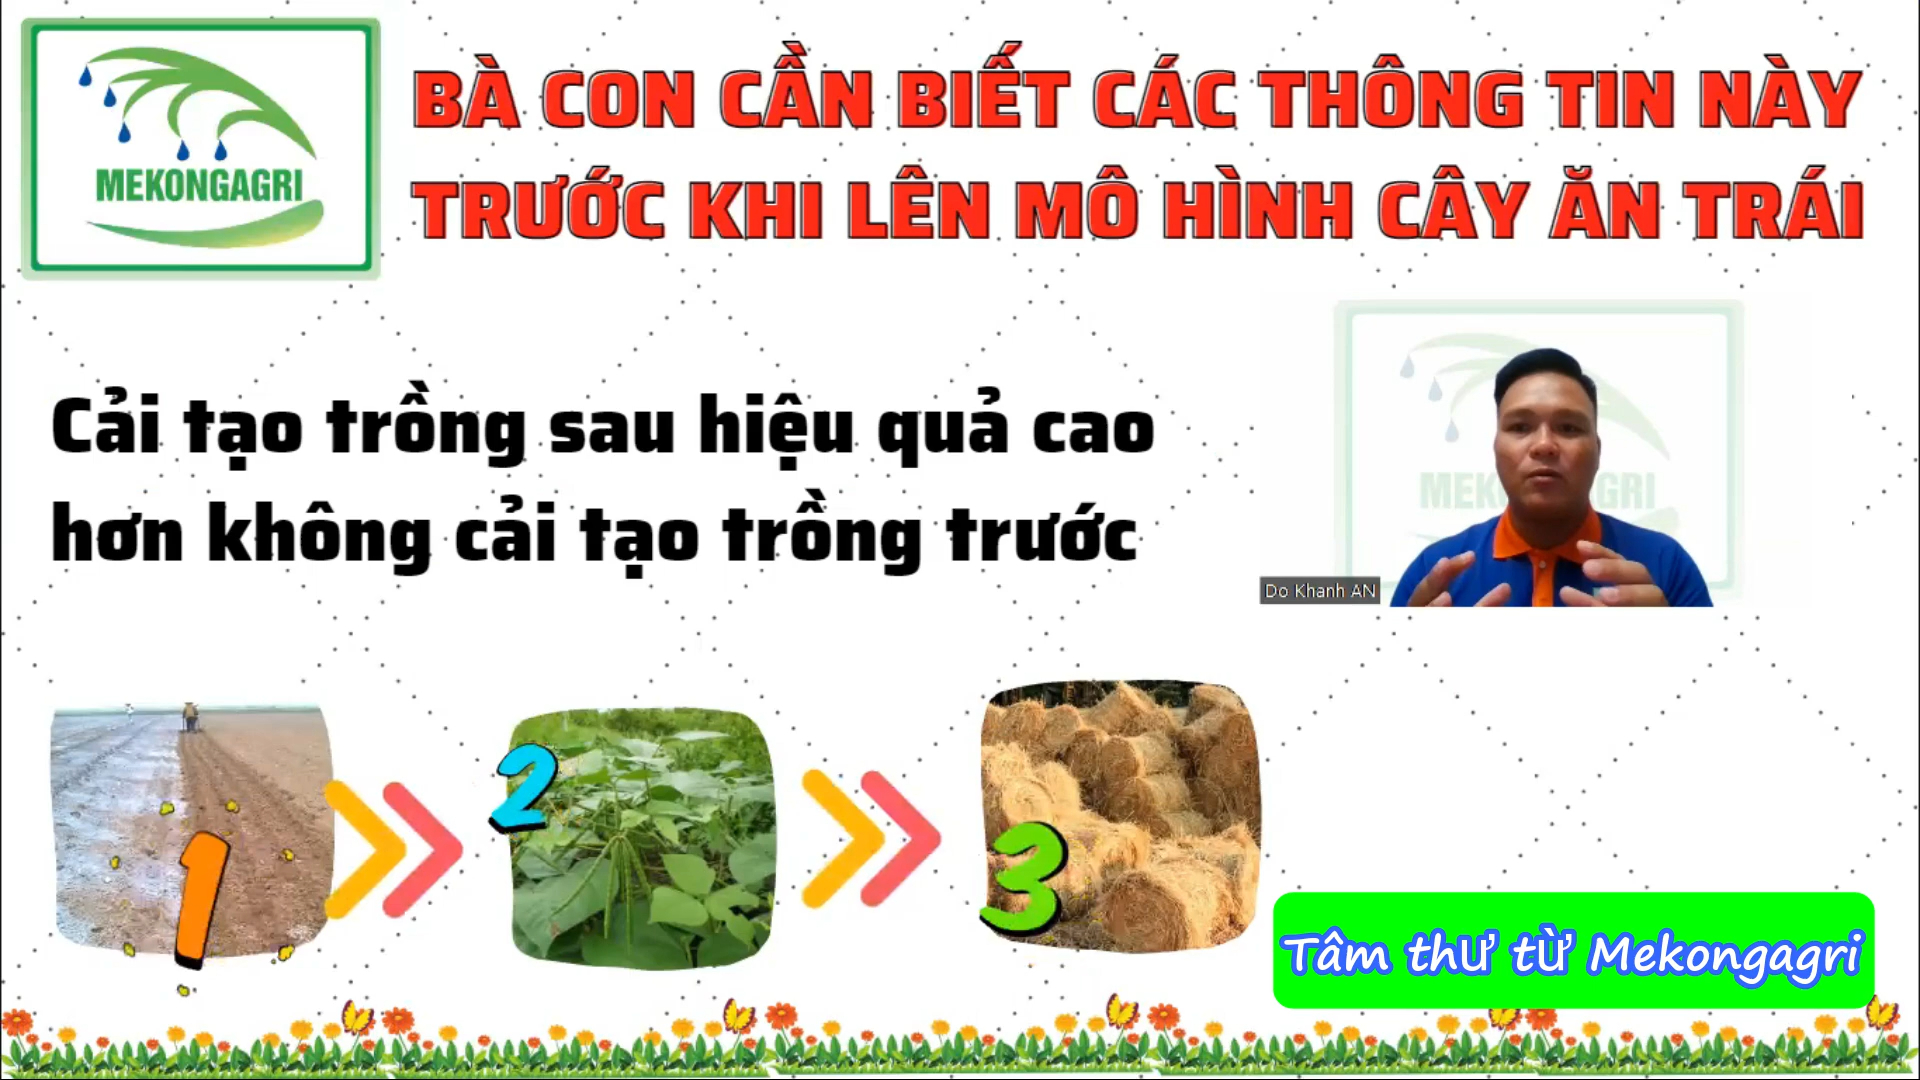 MEKONGAGRI
BÀ CON CẦN BIẾT CÁC THÔNG TIN NÀY
TRƯỚC KHI LÊN MÔ HÌNH CÂY ĂN TRÁI
Cải tạo trồng sau hiệu quả cao
hơn không cải tạo trồng trước
MEK GRI
Do Khanh AN
1
2
3
Tâm thư từ Mekongagri